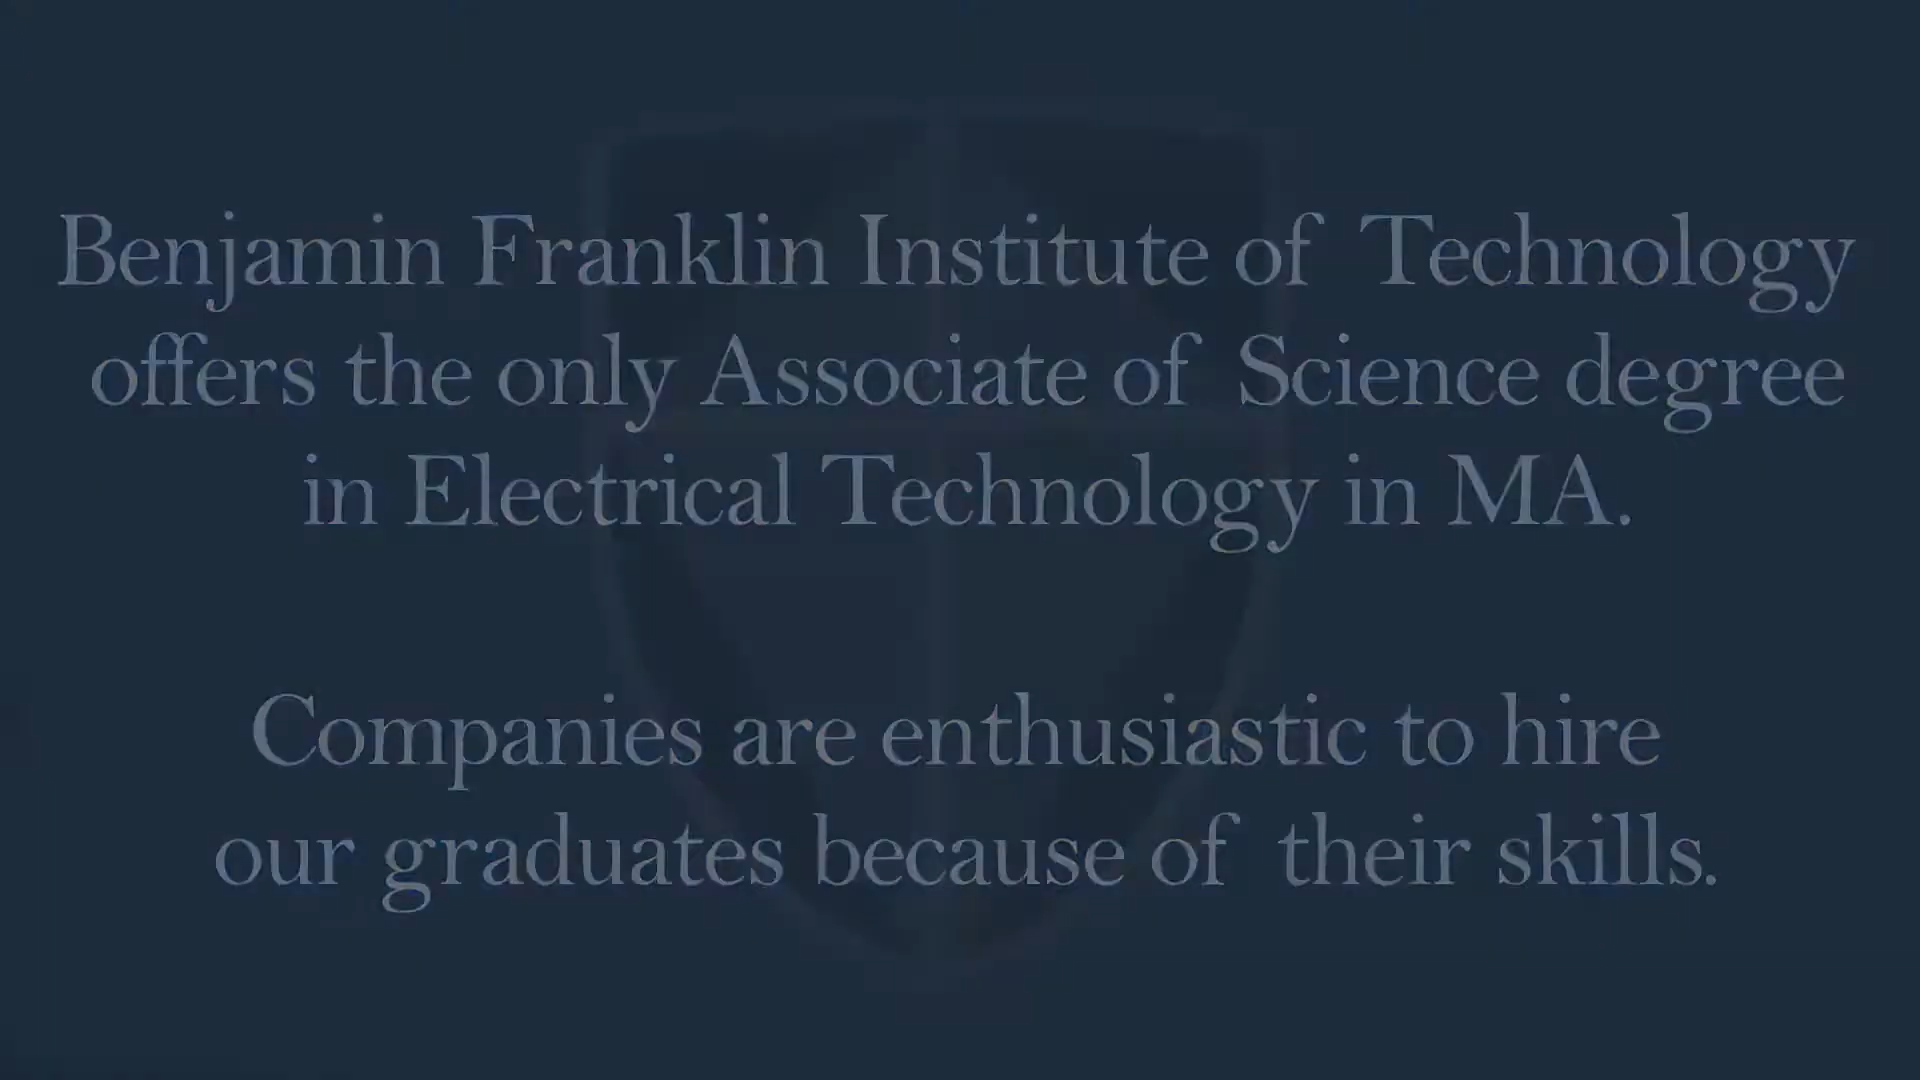 Benjamin Franklin Institute of Technology
offers the only Associate of Science degree
in Electrical Technology in MA.
Companies are enthusiastic to hire
our graduates because of their skills.